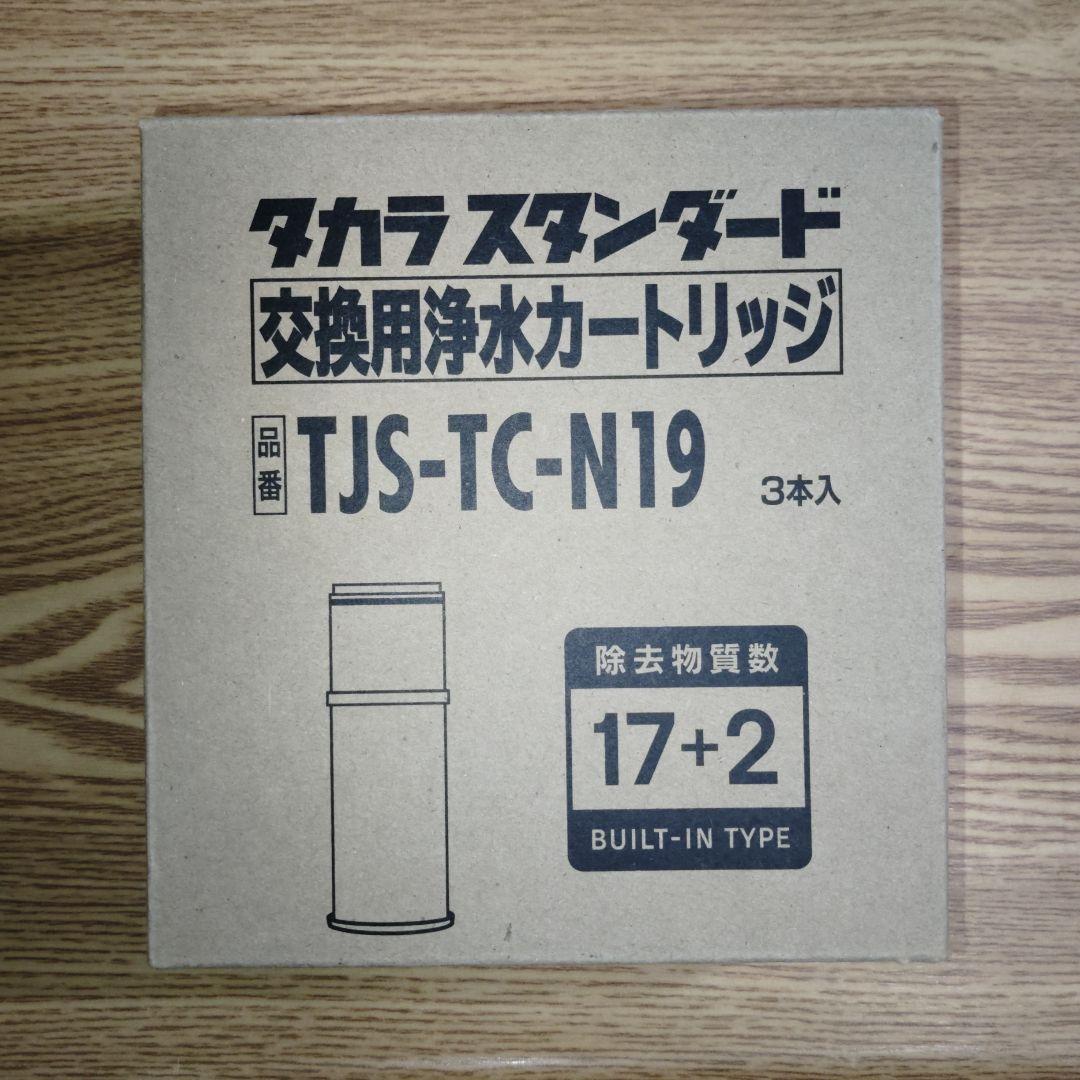 タカラスタンダード
交換用浄水カートリッジ
品番 TJS-TC-N19 3本入
除去物質数
17+2
BUILT-IN TYPE